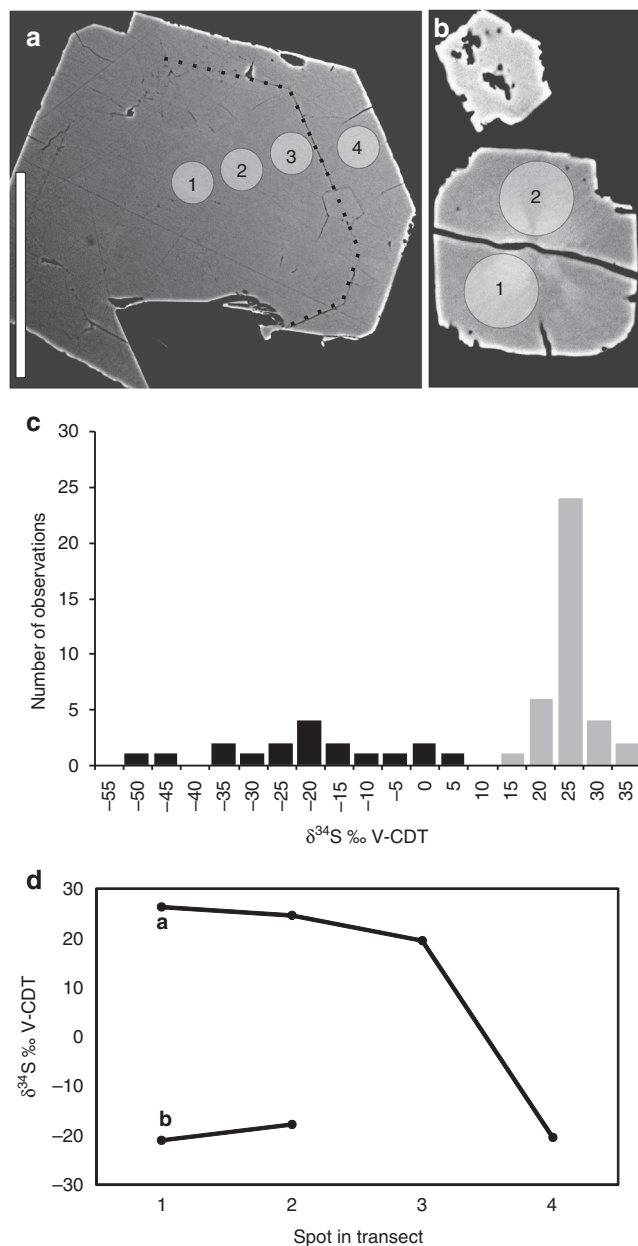 a
1
2
3
4
b
2
1
c
30
25
20
15
10
5
0
Number of observations
–55 –50 –45 –40 –35 –30 –25 –20 –15 –10 –5 0 5 10 15 20 25 30 35
δ³⁴S ‰ V-CDT
d
30
20
10
0
–10
–20
–30
δ³⁴S ‰ V-CDT
a
b
1 2 3 4
Spot in transect